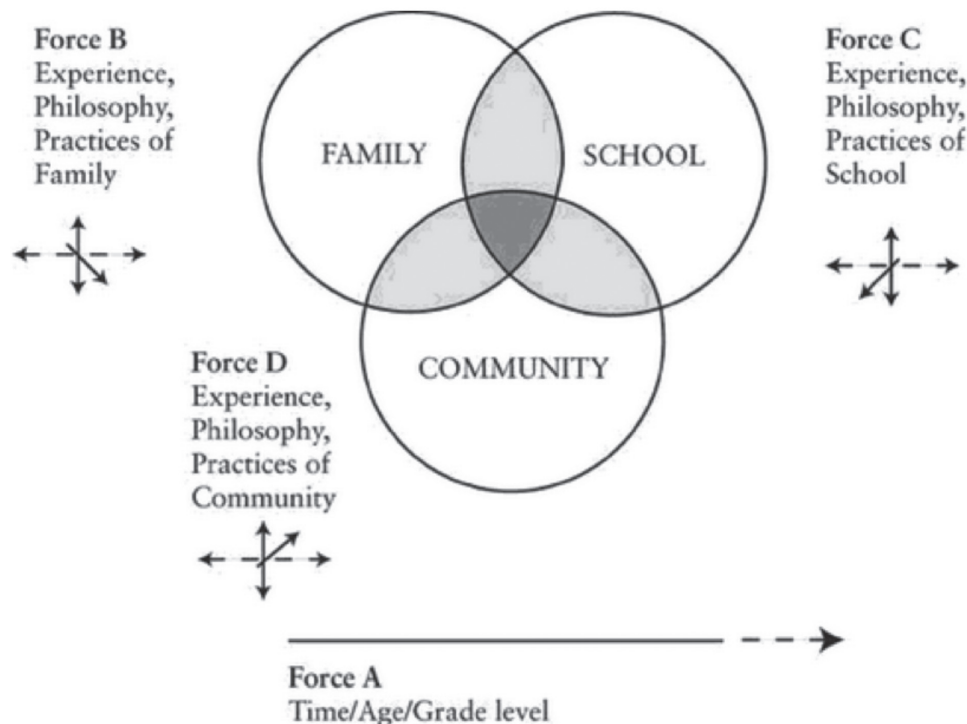 Force B
Experience,
Philosophy,
Practices of
Family
FAMILY
SCHOOL
Force C
Experience,
Philosophy,
Practices of
School
COMMUNITY
Force D
Experience,
Philosophy,
Practices of
Community
Force A
Time/Age/Grade level